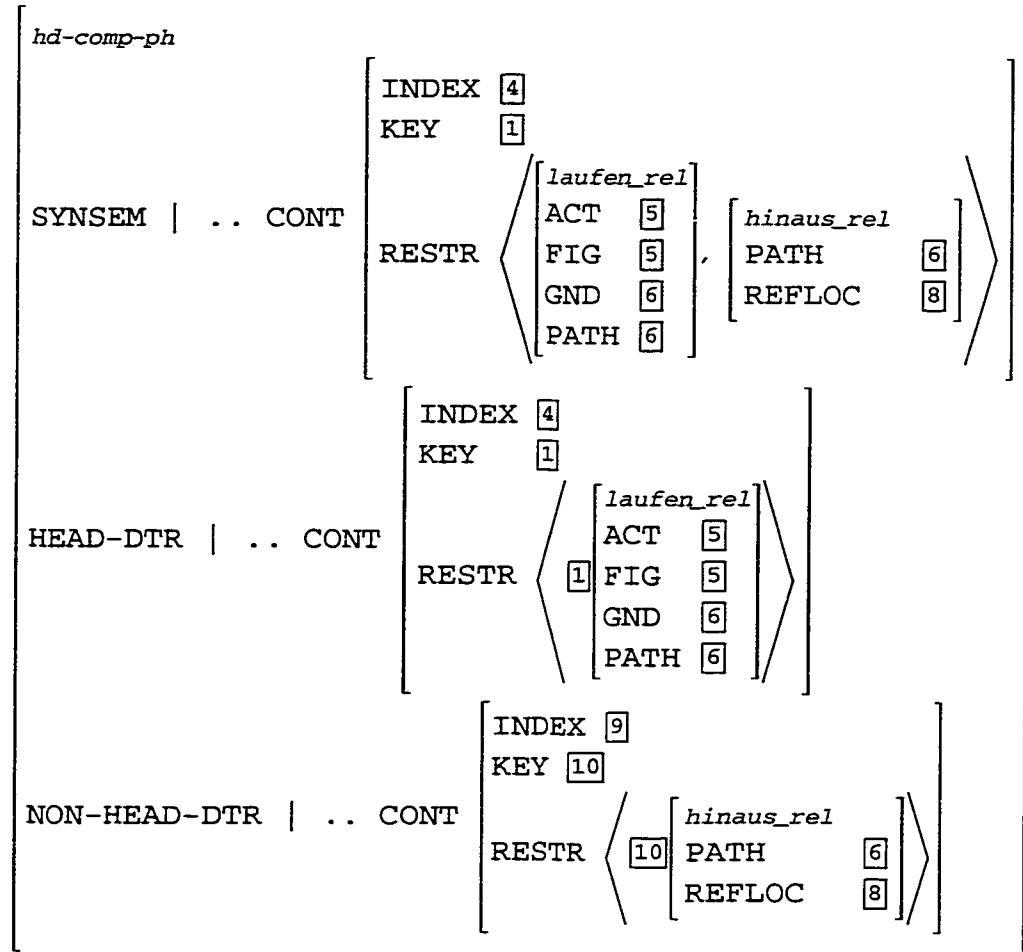 hd-comp-ph
INDEX 4
KEY 1
SYNSEM | .. CONT
RESTR
laufen_rel
ACT 5
FIG 5
GND 6
PATH 6
,
hinaus_rel
PATH 6
REFLOC 8
INDEX 4
KEY 1
HEAD-DTR | .. CONT
RESTR
1
laufen_rel
ACT 5
FIG 5
GND 6
PATH 6
INDEX 9
KEY 10
NON-HEAD-DTR | .. CONT
RESTR
10
hinaus_rel
PATH 6
REFLOC 8